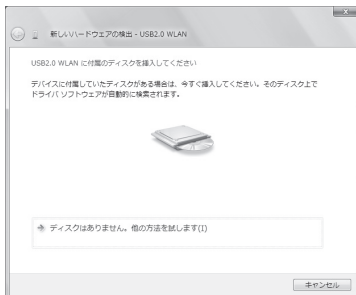 新しいハードウェアの検出 - USB2.0 WLAN
USB2.0 WLAN に付属のディスクを挿入してください
デバイスに付属していたディスクがある場合は、今すぐ挿入してください。そのディスク上で
ドライバ ソフトウェアが自動的に検索されます。
ディスクはありません。他の方法を試します(I)
キャンセル